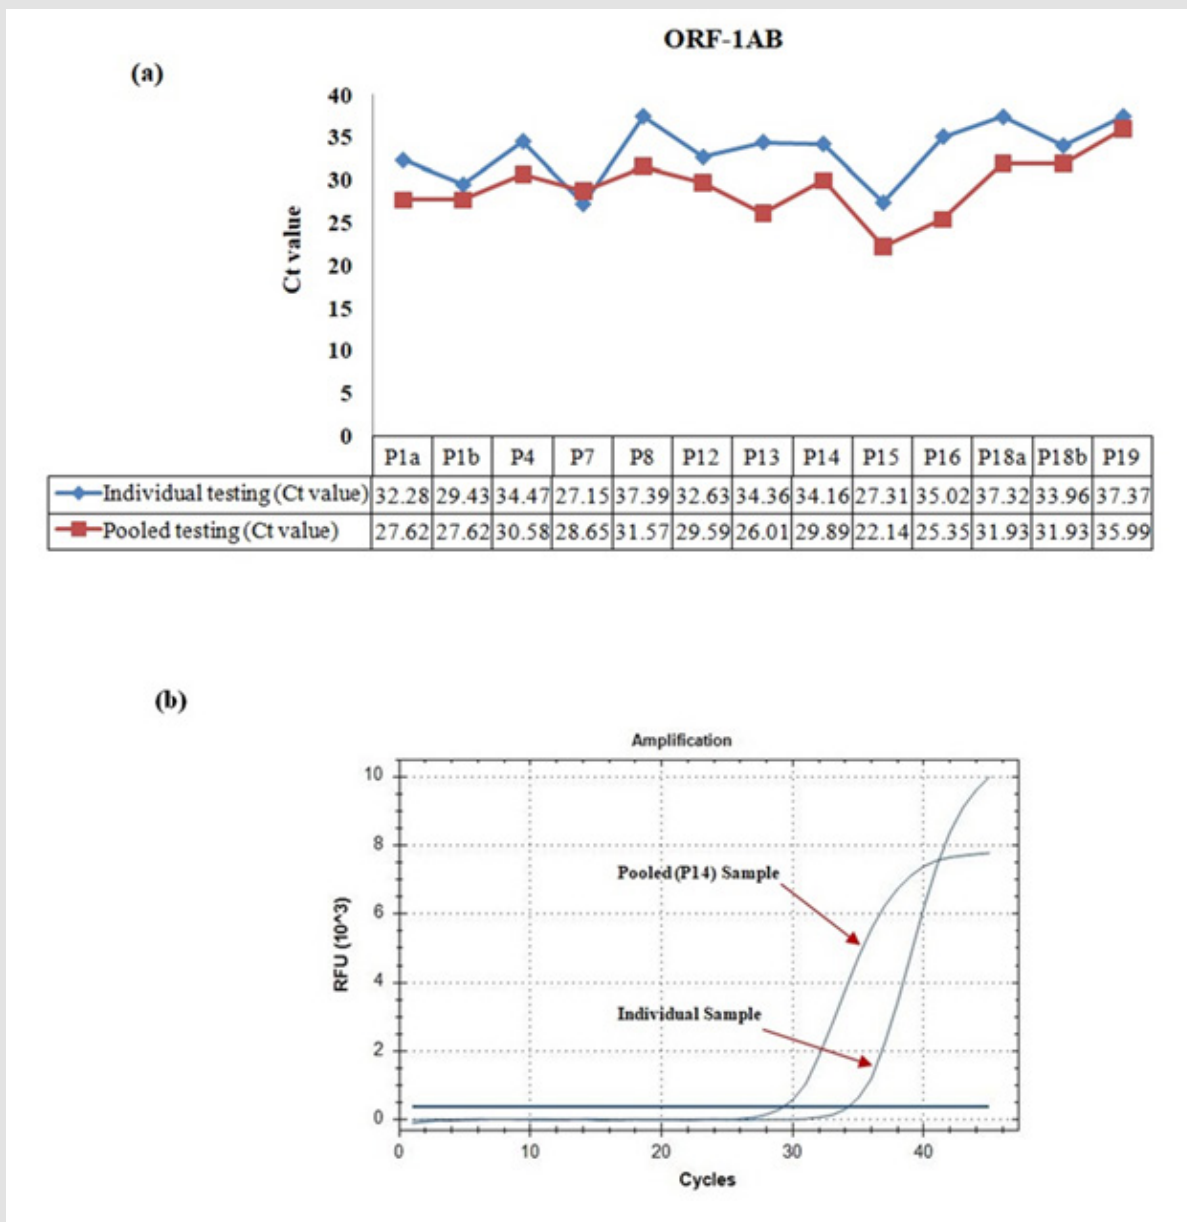 ORF-1AB
(a)
40
35
30
25
20
15
10
5
0
Ct value
P1a P1b P4 P7 P8 P12 P13 P14 P15 P16 P18a P18b P19
Individual testing (Ct value) 32.28 29.43 34.47 27.15 37.39 32.63 34.36 34.16 27.31 35.02 37.32 33.96 37.37
Pooled testing (Ct value) 27.62 27.62 30.58 28.65 31.57 29.59 26.01 29.89 22.14 25.35 31.93 31.93 35.99
(b)
Amplification
10
8
6
4
2
0
RFU (10^3)
Pooled (P14) Sample
Individual Sample
0 10 20 30 40
Cycles